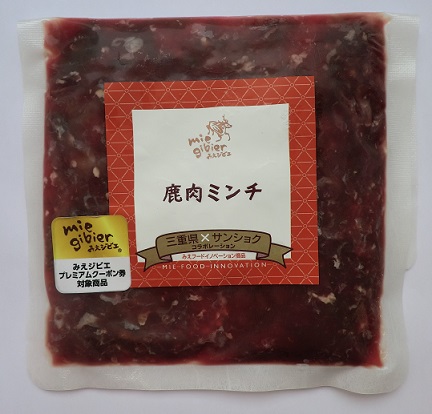 mie
gibier
みえジビエ
鹿肉ミンチ
三重県×サンショク
コラボレーション
みえフードイノベーション商品
MIE-FOOD-INNOVATION
mie
gibier
みえジビエ
みえジビエ
プレミアムクーポン券
対象商品